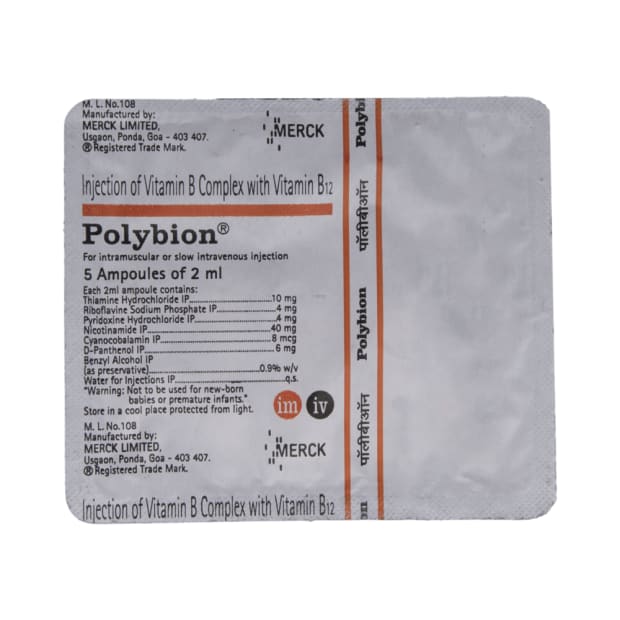 M. L. No.108
Manufactured by:
MERCK LIMITED,
Usgaon, Ponda, Goa - 403 407.
® Registered Trade Mark.
MERCK
Injection of Vitamin B Complex with Vitamin B12
Polybion®
For intramuscular or slow intravenous injection
5 Ampoules of 2 ml
Each 2ml ampoule contains:
Thiamine Hydrochloride IP....................10 mg
Riboflavine Sodium Phosphate IP.............4 mg
Pyridoxine Hydrochloride IP...................4 mg
Nicotinamide IP...............................40 mg
Cyanocobalamin IP............................8 mcg
D-Panthenol IP.................................6 mg
Benzyl Alcohol IP
(as preservative)............................0.9% w/v
Water for Injections IP..........................q.s.
"Warning: Not to be used for new-born
babies or premature infants."
Store in a cool place protected from light.
im iv
M. L. No.108
Manufactured by:
MERCK LIMITED,
Usgaon, Ponda, Goa - 403 407.
® Registered Trade Mark.
MERCK
Injection of Vitamin B Complex with Vitamin B12
Polybi
पॉलीबीऑन
Polybion
पॉलीबीऑन
on